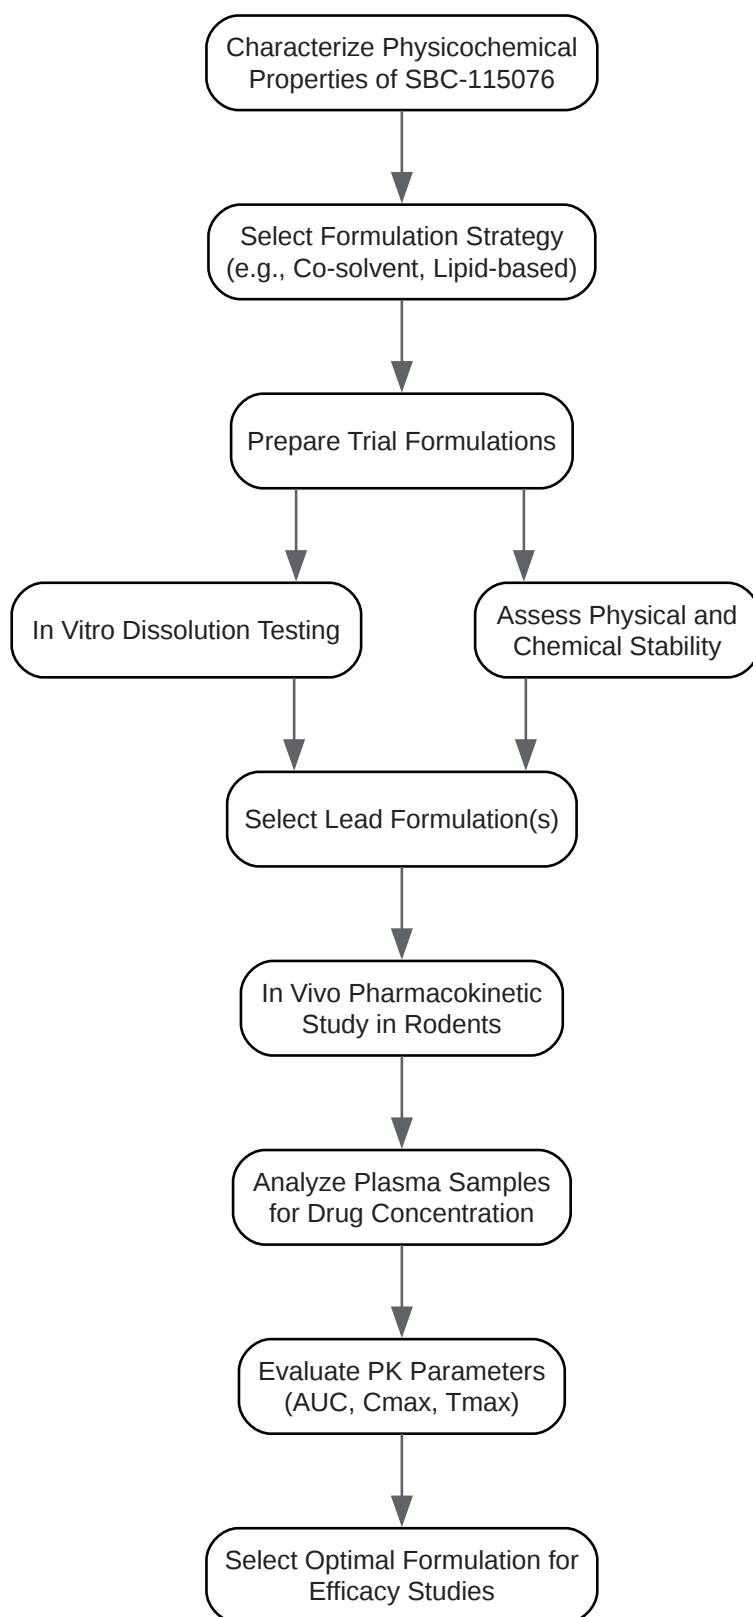 Characterize Physicochemical
Properties of SBC-115076
Select Formulation Strategy
(e.g., Co-solvent, Lipid-based)
Prepare Trial Formulations
In Vitro Dissolution Testing
Assess Physical and
Chemical Stability
Select Lead Formulation(s)
In Vivo Pharmacokinetic
Study in Rodents
Analyze Plasma Samples
for Drug Concentration
Evaluate PK Parameters
(AUC, Cmax, Tmax)
Select Optimal Formulation for
Efficacy Studies